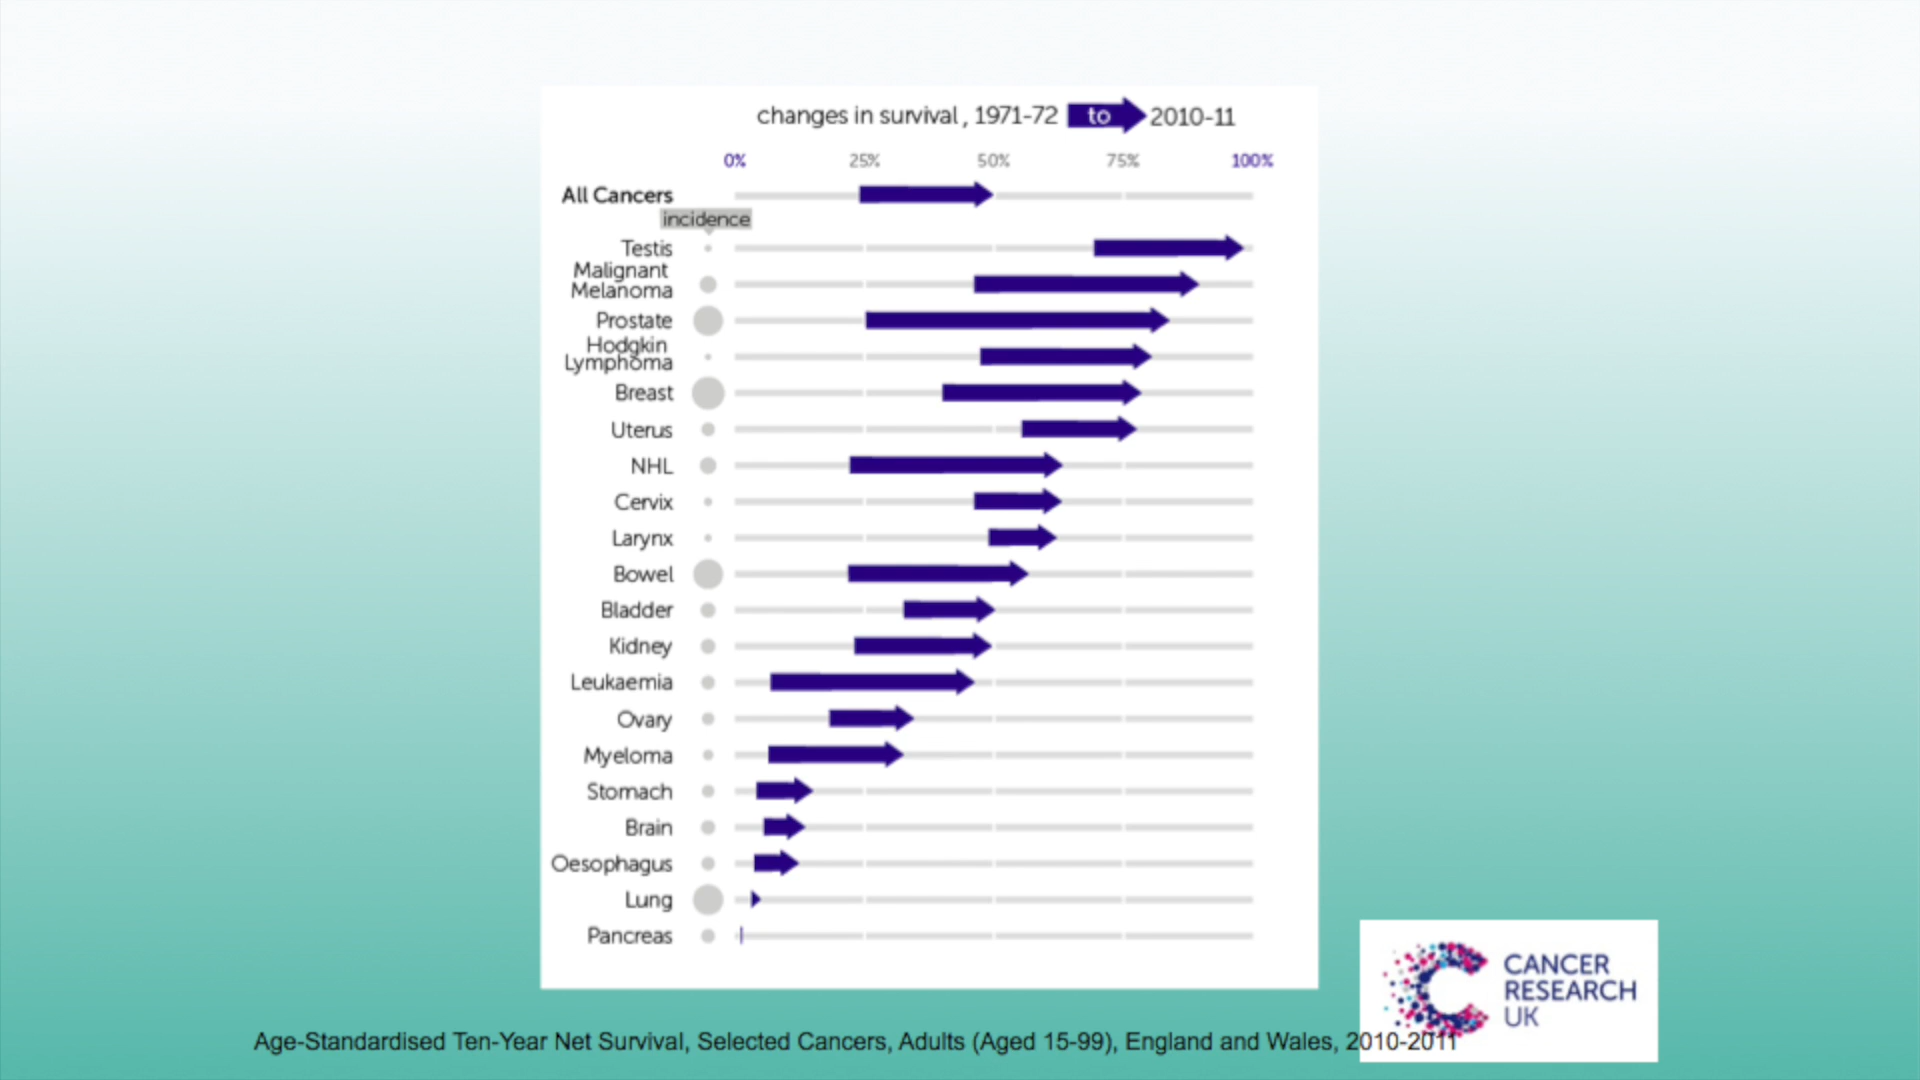 changes in survival, 1971-72 to 2010-11
0% 25% 50% 75% 100%
All Cancers
incidence
Testis
Malignant
Melanoma
Prostate
Hodgkin
Lymphoma
Breast
Uterus
NHL
Cervix
Larynx
Bowel
Bladder
Kidney
Leukaemia
Ovary
Myeloma
Stomach
Brain
Oesophagus
Lung
Pancreas
CANCER
RESEARCH
UK
Age-Standardised Ten-Year Net Survival, Selected Cancers, Adults (Aged 15-99), England and Wales, 2010-2011